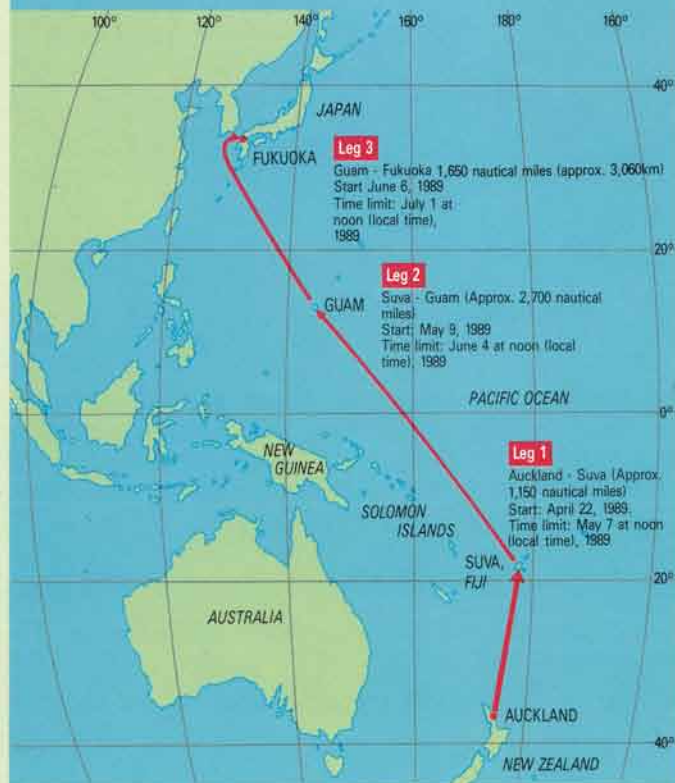 100°
120°
140°
160°
180°
160°
40°
JAPAN
FUKUOKA
Leg 3
Guam - Fukuoka 1,650 nautical miles (approx. 3,060km)
Start June 6, 1989
Time limit: July 1 at
noon (local time),
1989
20°
Leg 2
GUAM
Suva - Guam (Approx. 2,700 nautical
miles)
Start: May 9, 1989
Time limit: June 4 at noon (local
time), 1989
PACIFIC OCEAN
0°
Leg 1
NEW
GUINEA
Auckland - Suva (Approx.
1,150 nautical miles)
Start: April 22, 1989.
Time limit: May 7 at noon
(local time), 1989
SOLOMON
ISLANDS
SUVA,
FIJI
20°
AUSTRALIA
AUCKLAND
40°
NEW ZEALAND